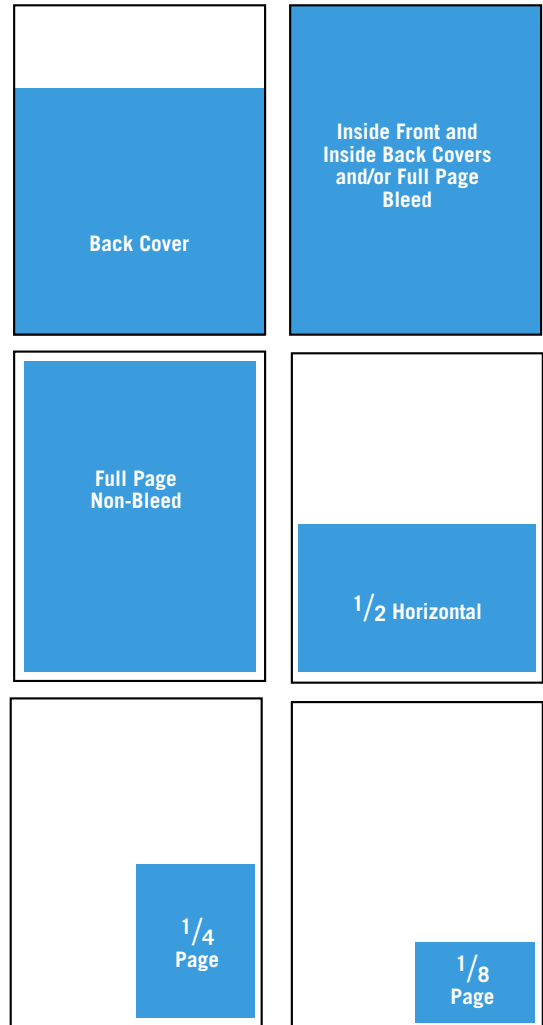 Back Cover
Inside Front and
Inside Back Covers
and/or Full Page
Bleed
Full Page
Non-Bleed
1/2 Horizontal
1/4
Page
1/8
Page